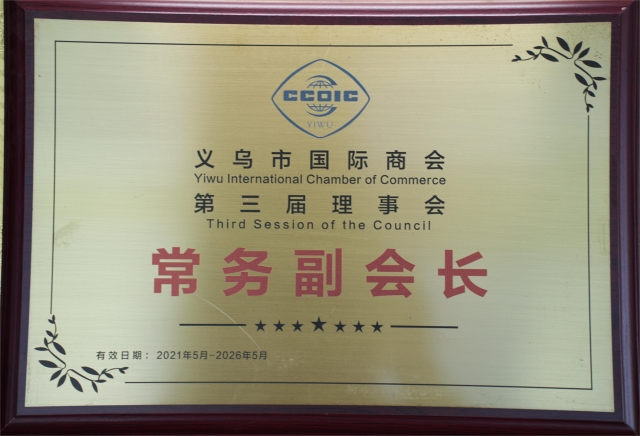 CCOIC
YIWU
义乌市国际商会
Yiwu International Chamber of Commerce
第三届理事会
Third Session of the Council
常务副会长
有效日期：2021年5月-2026年5月